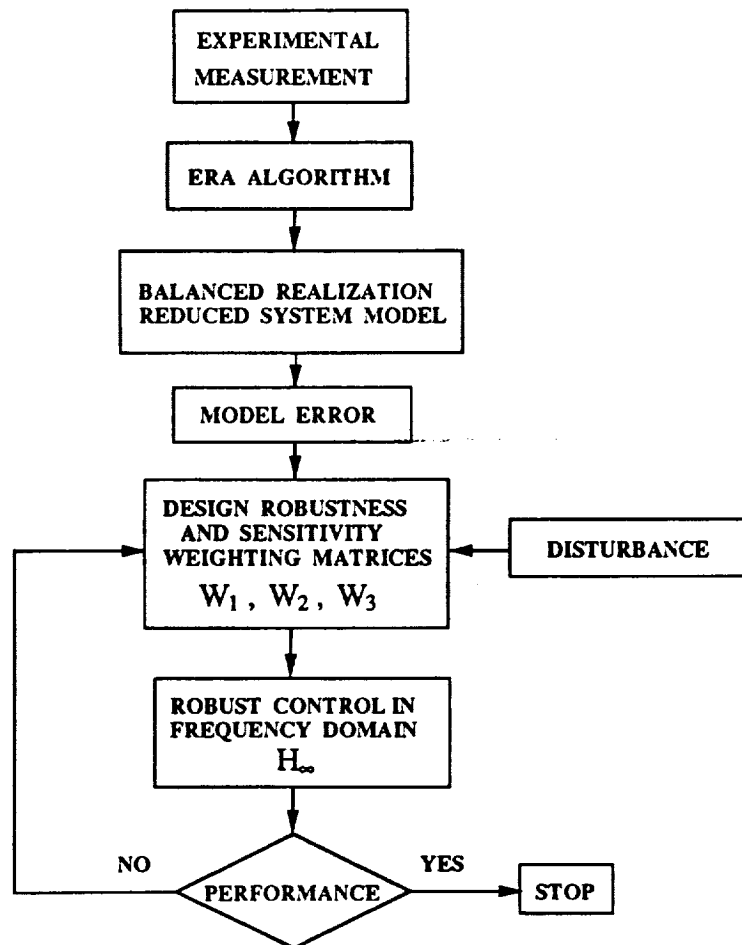 EXPERIMENTAL
MEASUREMENT
ERA ALGORITHM
BALANCED REALIZATION
REDUCED SYSTEM MODEL
MODEL ERROR
DESIGN ROBUSTNESS
AND SENSITIVITY
WEIGHTING MATRICES
W₁ , W₂ , W₃
DISTURBANCE
ROBUST CONTROL IN
FREQUENCY DOMAIN
H∞
NO
YES
PERFORMANCE
STOP